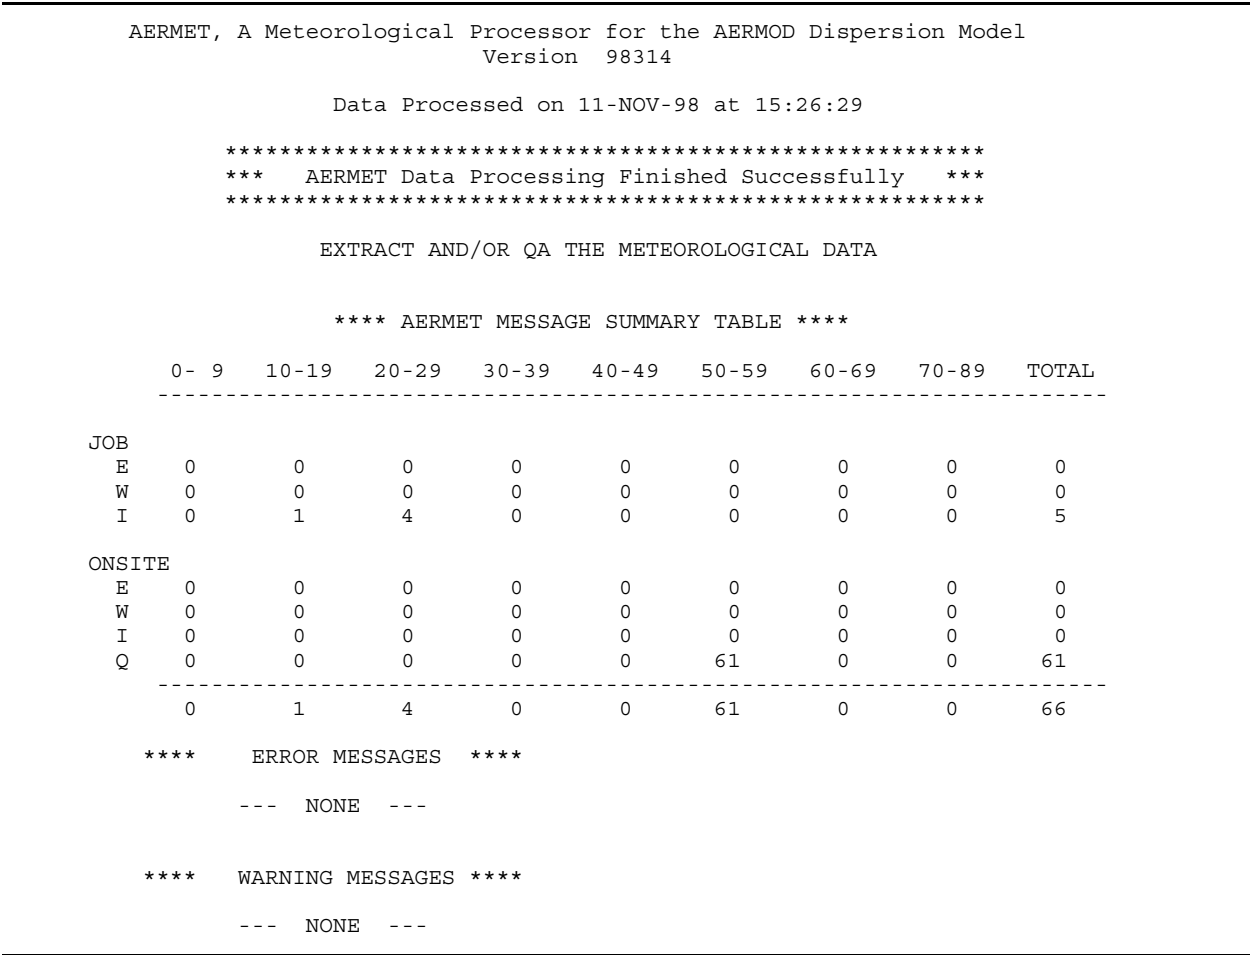 AERMET, A Meteorological Processor for the AERMOD Dispersion Model
Version 98314
Data Processed on 11-NOV-98 at 15:26:29
********************************************************
*** AERMET Data Processing Finished Successfully ***
********************************************************
EXTRACT AND/OR QA THE METEOROLOGICAL DATA
**** AERMET MESSAGE SUMMARY TABLE ****
0- 9 10-19 20-29 30-39 40-49 50-59 60-69 70-89 TOTAL
----------------------------------------------------------------------
JOB
E 0 0 0 0 0 0 0 0 0
W 0 0 0 0 0 0 0 0 0
I 0 1 4 0 0 0 0 0 5
ONSITE
E 0 0 0 0 0 0 0 0 0
W 0 0 0 0 0 0 0 0 0
I 0 0 0 0 0 0 0 0 0
Q 0 0 0 0 0 61 0 0 61
----------------------------------------------------------------------
0 1 4 0 0 61 0 0 66
**** ERROR MESSAGES ****
--- NONE ---
**** WARNING MESSAGES ****
--- NONE ---